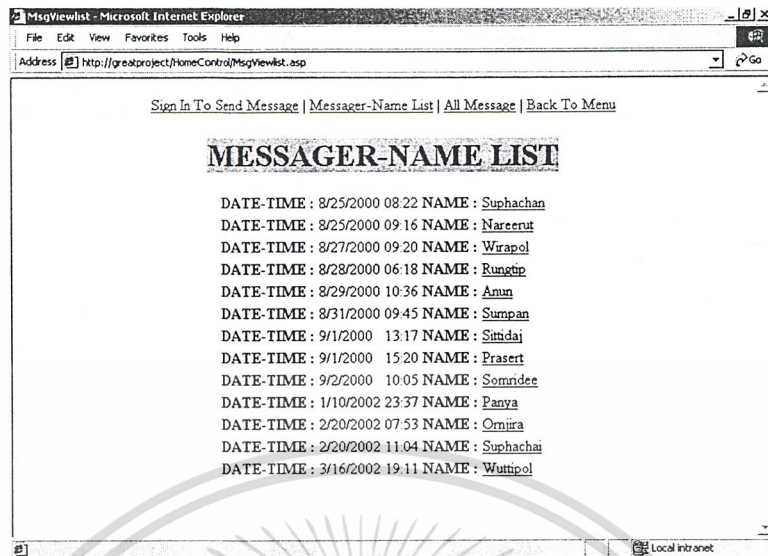 MsgViewlist - Microsoft Internet Explorer
File Edit View Favorites Tools Help
Address http://greatproject/HomeControl/MsgViewlist.asp Go
Sign In To Send Message | Messager-Name List | All Message | Back To Menu
MESSAGER-NAME LIST
DATE-TIME : 8/25/2000 08:22 NAME : Suphachan
DATE-TIME : 8/25/2000 09:16 NAME : Nareerut
DATE-TIME : 8/27/2000 09:20 NAME : Wirapol
DATE-TIME : 8/28/2000 06:18 NAME : Rungtip
DATE-TIME : 8/29/2000 10:36 NAME : Anun
DATE-TIME : 8/31/2000 09:45 NAME : Sumpan
DATE-TIME : 9/1/2000 13:17 NAME : Sittidaj
DATE-TIME : 9/1/2000 15:20 NAME : Prasert
DATE-TIME : 9/2/2000 10:05 NAME : Somridee
DATE-TIME : 1/10/2002 23:37 NAME : Panya
DATE-TIME : 2/20/2002 07:53 NAME : Ornjira
DATE-TIME : 2/20/2002 11:04 NAME : Suphachai
DATE-TIME : 3/16/2002 19:11 NAME : Wuttipol
Local intranet